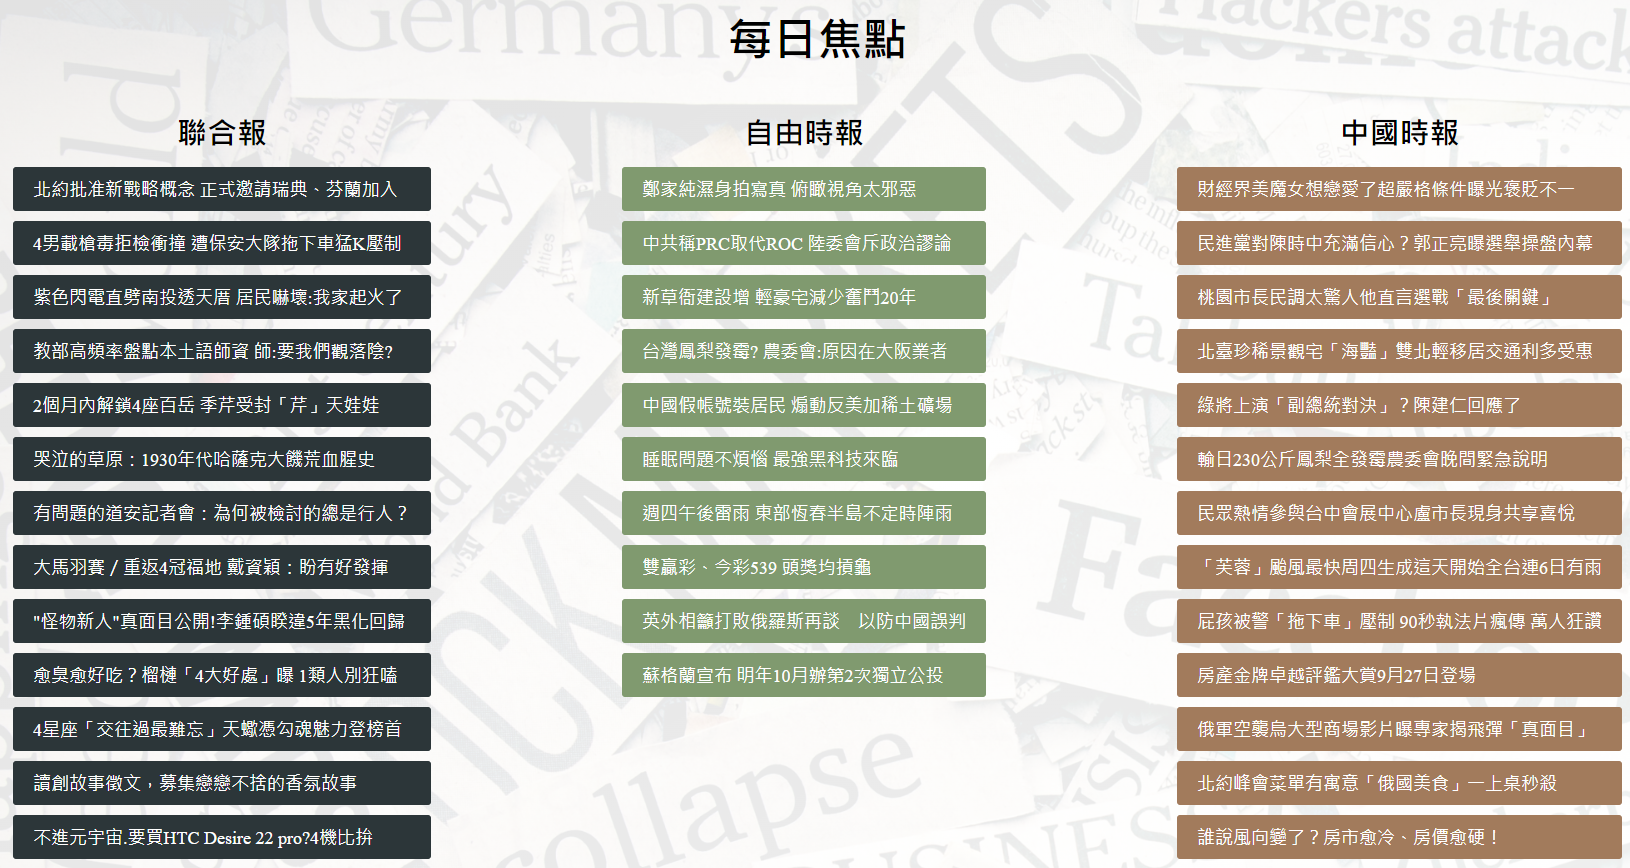 每日焦點
聯合報
北約批准新戰略概念 正式邀請瑞典、芬蘭加入
4男載槍毒拒檢衝撞 遭保安大隊拖下車猛K壓制
紫色閃電直劈南投透天厝 居民嚇壞:我家起火了
教部高頻率盤點本土語師資 師:要我們觀落陰?
2個月內解鎖4座百岳 季芹受封「芹」天娃娃
哭泣的草原：1930年代哈薩克大饑荒血腥史
有問題的道安記者會：為何被檢討的總是行人？
大馬羽賽／重返4冠福地 戴資穎：盼有好發揮
"怪物新人"真面目公開!李鍾碩睽違5年黑化回歸
愈臭愈好吃？榴槤「4大好處」曝 1類人別狂嗑
4星座「交往過最難忘」天蠍憑勾魂魅力登榜首
讀創故事徵文，募集戀戀不捨的香氛故事
不進元宇宙.要買HTC Desire 22 pro?4機比拚
自由時報
鄭家純濕身拍寫真 俯瞰視角太邪惡
中共稱PRC取代ROC 陸委會斥政治謬論
新草衙建設增 輕豪宅減少奮鬥20年
台灣鳳梨發霉? 農委會:原因在大阪業者
中國假帳號裝居民 煽動反美加稀土礦場
睡眠問題不煩惱 最強黑科技來臨
週四午後雷雨 東部恆春半島不定時陣雨
雙贏彩、今彩539 頭獎均摃龜
英外相籲打敗俄羅斯再談　以防中國誤判
蘇格蘭宣布 明年10月辦第2次獨立公投
中國時報
財經界美魔女想戀愛了超嚴格條件曝光褒貶不一
民進黨對陳時中充滿信心？郭正亮曝選舉操盤內幕
桃園市長民調太驚人他直言選戰「最後關鍵」
北臺珍稀景觀宅「海豔」雙北輕移居交通利多受惠
綠將上演「副總統對決」？陳建仁回應了
輸日230公斤鳳梨全發霉農委會晚間緊急說明
民眾熱情參與台中會展中心盧市長現身共享喜悅
「芙蓉」颱風最快周四生成這天開始全台連6日有雨
屁孩被警「拖下車」壓制 90秒執法片瘋傳 萬人狂讚
房產金牌卓越評鑑大賞9月27日登場
俄軍空襲烏大型商場影片曝專家揭飛彈「真面目」
北約峰會菜單有寓意「俄國美食」一上桌秒殺
誰說風向變了？房市愈冷、房價愈硬！